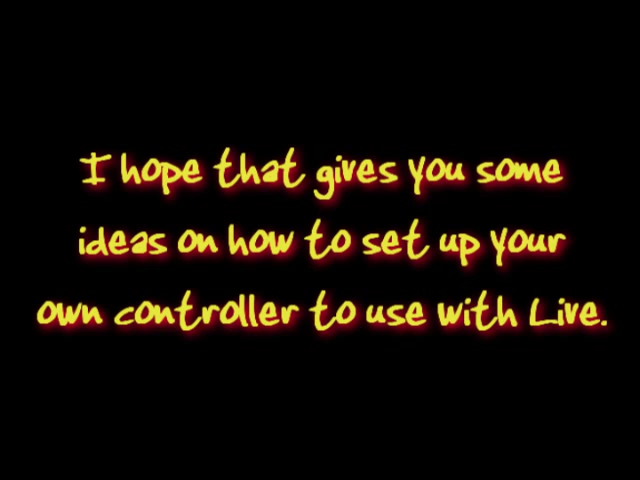 I hope that gives you some
ideas on how to set up your
own controller to use with Live.